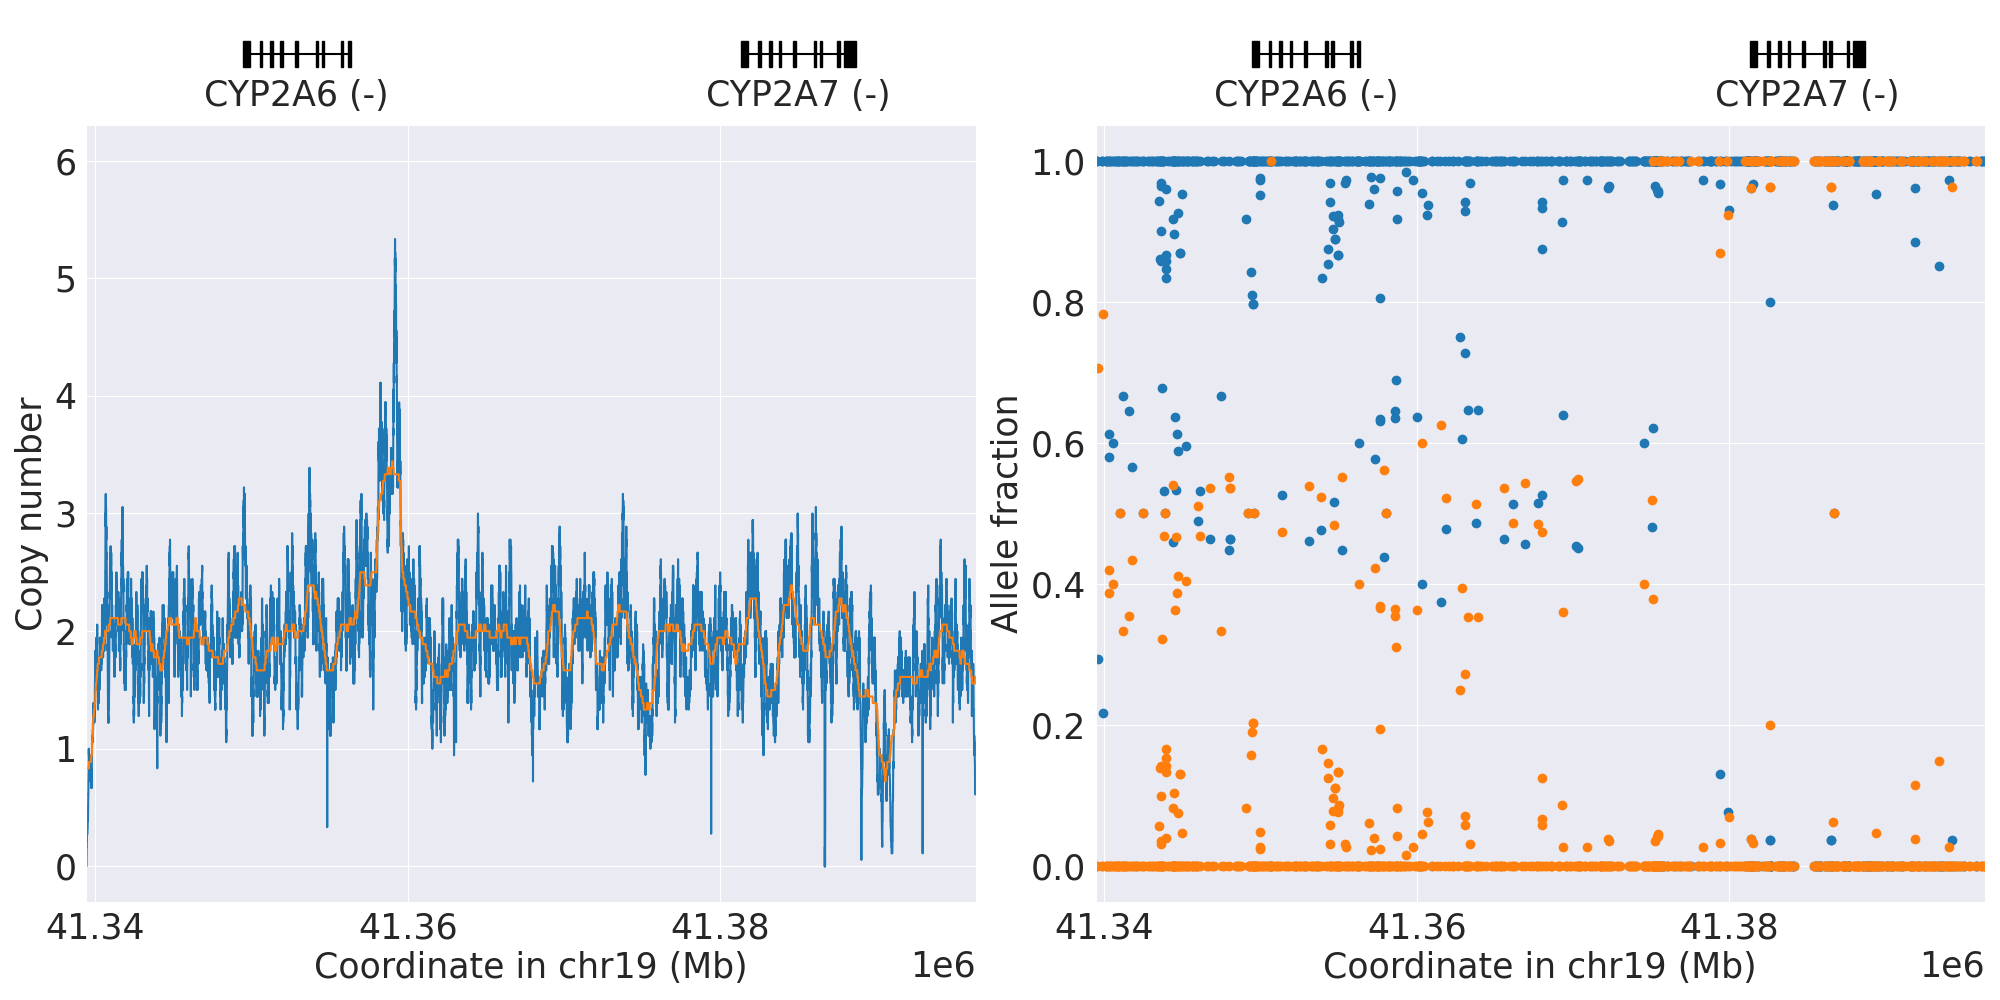 CYP2A6 (-)
CYP2A7 (-)
CYP2A6 (-)
CYP2A7 (-)
Copy number
6
5
4
3
2
1
0
41.34
41.36
41.38
Coordinate in chr19 (Mb)
1e6
Allele fraction
1.0
0.8
0.6
0.4
0.2
0.0
41.34
41.36
41.38
Coordinate in chr19 (Mb)
1e6